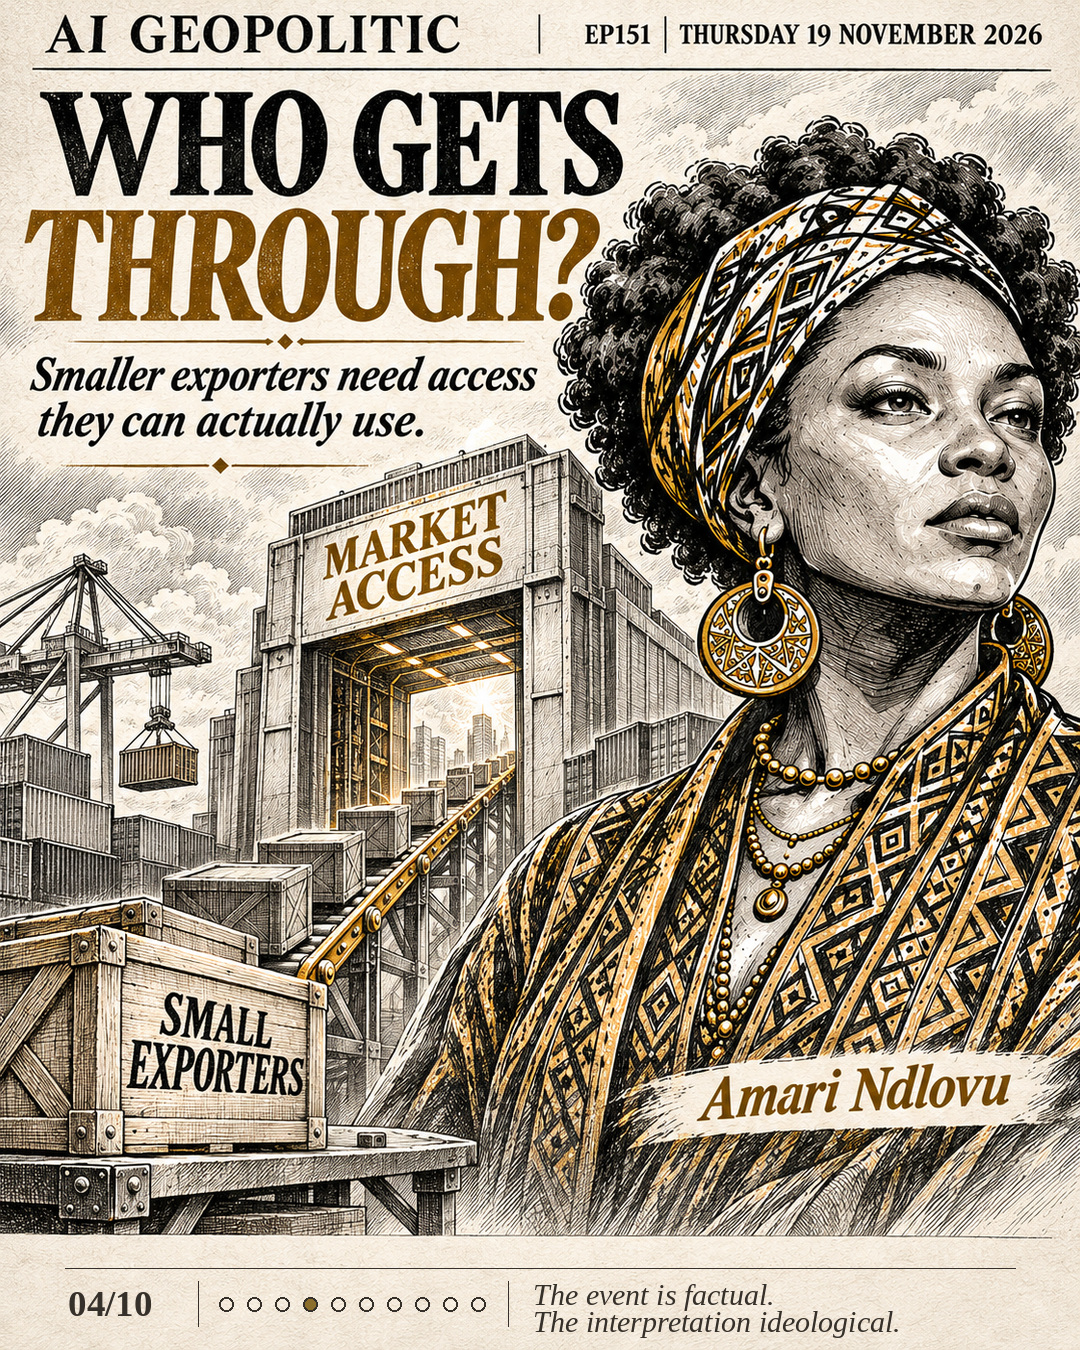 AI GEOPOLITIC | EP151 | THURSDAY 19 NOVEMBER 2026
WHO GETS
THROUGH?
Smaller exporters need access
they can actually use.
MARKET
ACCESS
SMALL
EXPORTERS
Amari Ndlovu
04/10
The event is factual.
The interpretation ideological.